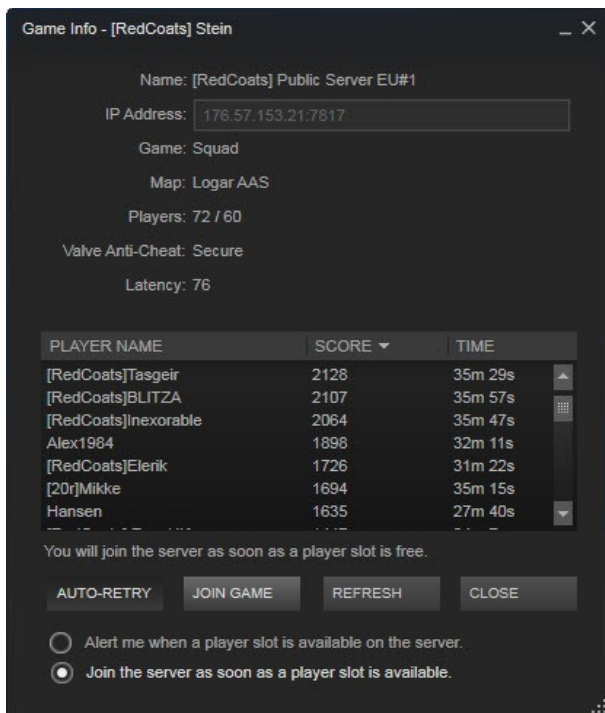 Game Info - [RedCoats] Stein
Name: [RedCoats] Public Server EU#1
IP Address: 176.57.153.21:7817
Game: Squad
Map: Logar AAS
Players: 72 / 60
Valve Anti-Cheat: Secure
Latency: 76
PLAYER NAME SCORE TIME
[RedCoats]Tasgeir 2128 35m 29s
[RedCoats]BLITZA 2107 35m 57s
[RedCoats]Inexorable 2064 35m 47s
Alex1984 1898 32m 11s
[RedCoats]Elerik 1726 31m 22s
[20r]Mikke 1694 35m 15s
Hansen 1635 27m 40s
You will join the server as soon as a player slot is free.
AUTO-RETRY JOIN GAME REFRESH CLOSE
Alert me when a player slot is available on the server.
Join the server as soon as a player slot is available.